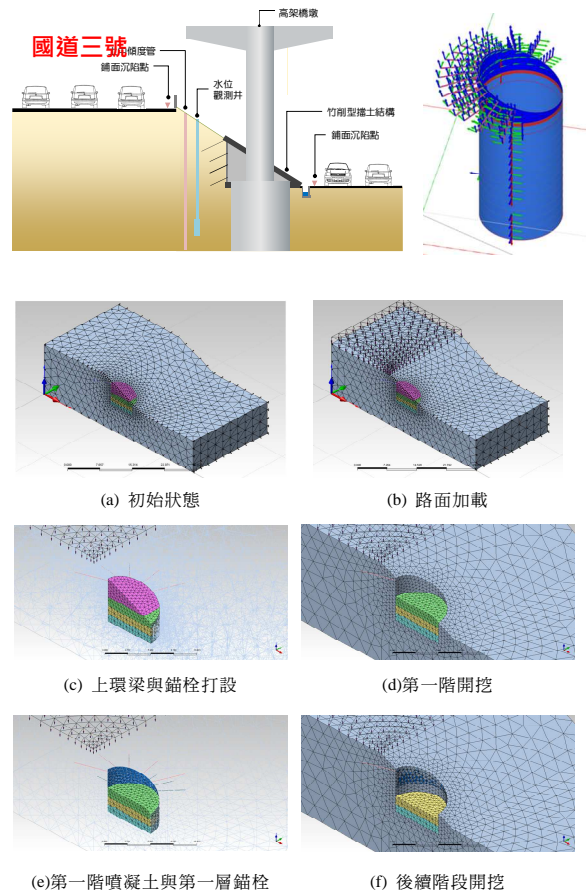 高架橋墩
國道三號
傾度管
鋪面沉陷點
水位
觀測井
竹削型擋土結構
鋪面沉陷點
(a) 初始狀態
(b) 路面加載
(c) 上環梁與錨栓打設
(d)第一階開挖
(e)第一階噴凝土與第一層錨栓
(f) 後續階段開挖